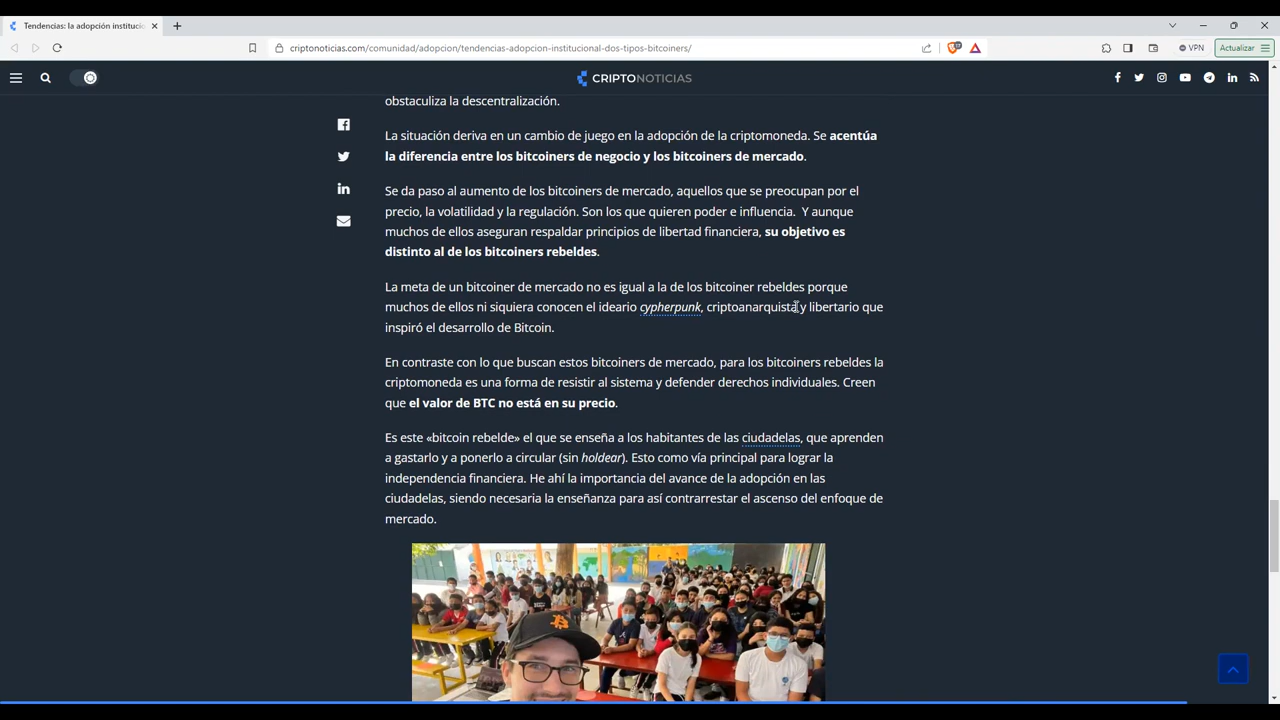 Tendencias: la adopción institucio
criptonoticias.com/comunidad/adopcion/tendencias-adopcion-institucional-dos-tipos-bitcoiners/
VPN
Actualizar
CRIPTONOTICIAS
obstaculiza la descentralización.
La situación deriva en un cambio de juego en la adopción de la criptomoneda. Se acentúa
la diferencia entre los bitcoiners de negocio y los bitcoiners de mercado.
Se da paso al aumento de los bitcoiners de mercado, aquellos que se preocupan por el
precio, la volatilidad y la regulación. Son los que quieren poder e influencia. Y aunque
muchos de ellos aseguran respaldar principios de libertad financiera, su objetivo es
distinto al de los bitcoiners rebeldes.
La meta de un bitcoiner de mercado no es igual a la de los bitcoiner rebeldes porque
muchos de ellos ni siquiera conocen el ideario cypherpunk, criptoanarquista y libertario que
inspiró el desarrollo de Bitcoin.
En contraste con lo que buscan estos bitcoiners de mercado, para los bitcoiners rebeldes la
criptomoneda es una forma de resistir al sistema y defender derechos individuales. Creen
que el valor de BTC no está en su precio.
Es este «bitcoin rebelde» el que se enseña a los habitantes de las ciudadelas, que aprenden
a gastarlo y a ponerlo a circular (sin holdear). Esto como vía principal para lograr la
independencia financiera. He ahí la importancia del avance de la adopción en las
ciudadelas, siendo necesaria la enseñanza para así contrarrestar el ascenso del enfoque de
mercado.